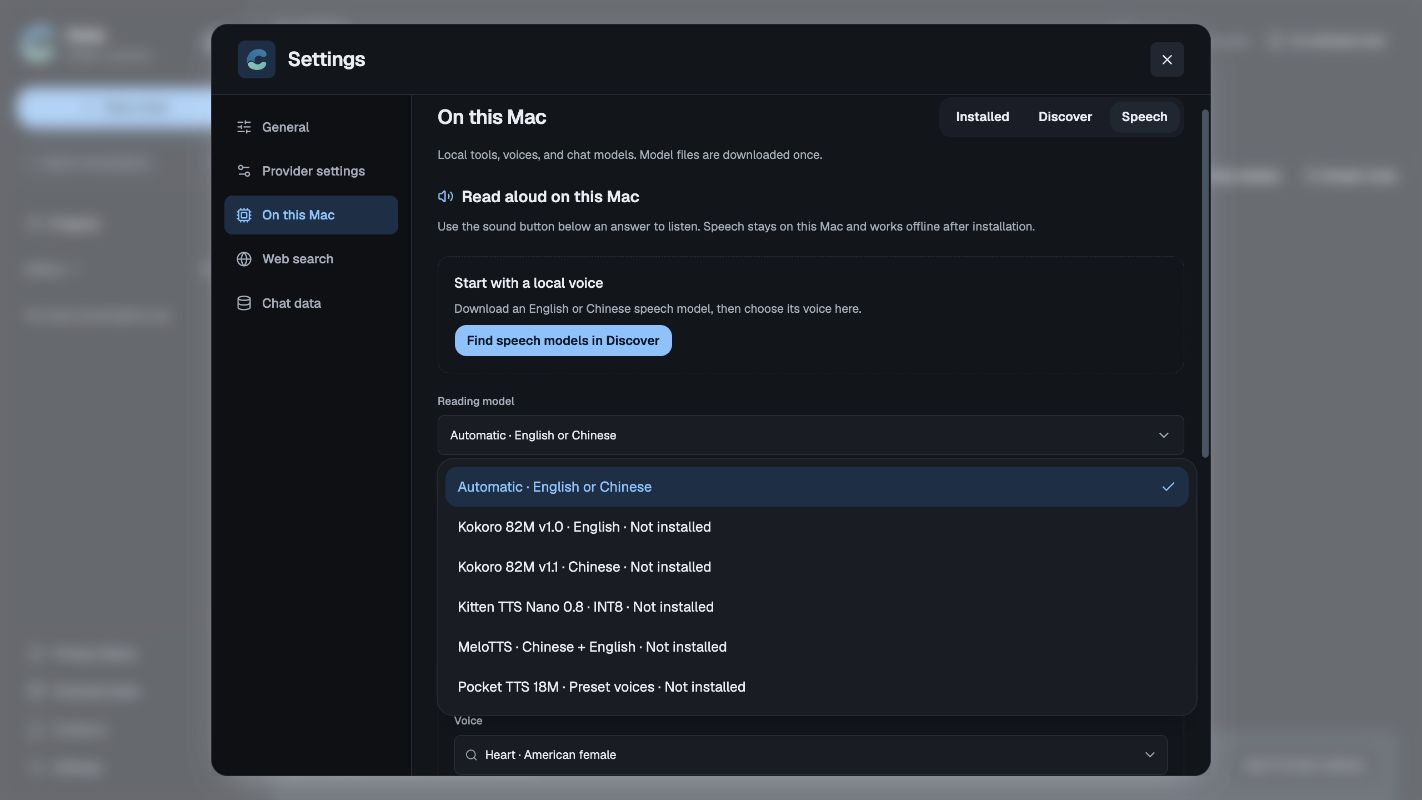 Settings
General
Provider settings
On this Mac
Web search
Chat data
On this Mac
Installed
Discover
Speech
Local tools, voices, and chat models. Model files are downloaded once.
Read aloud on this Mac
Use the sound button below an answer to listen. Speech stays on this Mac and works offline after installation.
Start with a local voice
Download an English or Chinese speech model, then choose its voice here.
Find speech models in Discover
Reading model
Automatic · English or Chinese
Automatic · English or Chinese
Kokoro 82M v1.0 · English · Not installed
Kokoro 82M v1.1 · Chinese · Not installed
Kitten TTS Nano 0.8 · INT8 · Not installed
MeloTTS · Chinese + English · Not installed
Pocket TTS 18M · Preset voices · Not installed
Voice
Heart · American female